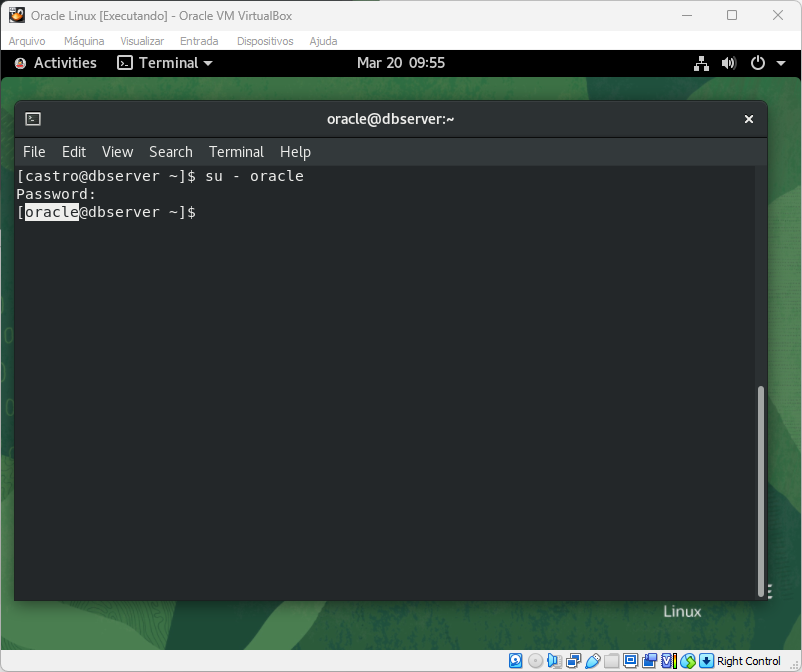 Oracle Linux [Executando] - Oracle VM VirtualBox
Arquivo Máquina Visualizar Entrada Dispositivos Ajuda
Activities Terminal Mar 20 09:55
oracle@dbserver:~
File Edit View Search Terminal Help
[castro@dbserver ~]$ su - oracle
Password:
[oracle@dbserver ~]$
Linux
Right Control